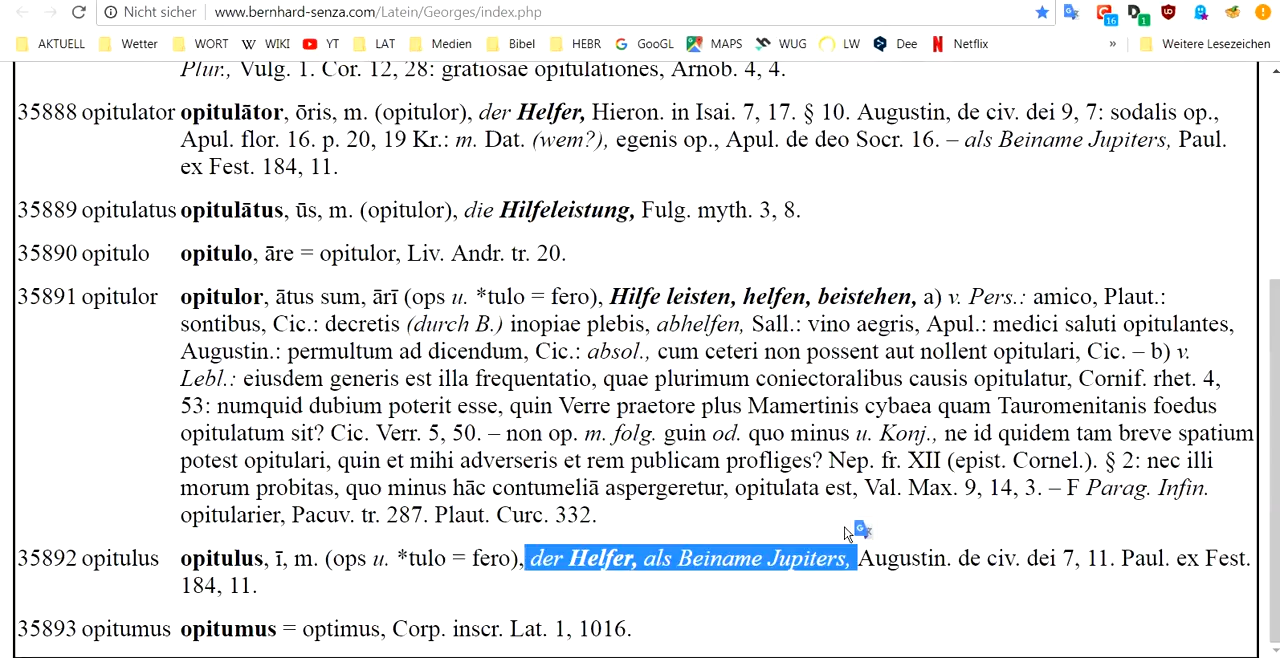 Nicht sicher | www.bernhard-senza.com/Latein/Georges/index.php
16
1
AKTUELL Wetter WORT WIKI YT LAT Medien Bibel HEBR GooGL MAPS WUG LW Dee Netflix » Weitere Lesezeichen
Plur., Vulg. 1. Cor. 12, 28: gratiosae opitulationes, Arnob. 4, 4.
35888 opitulator opitulātor, ōris, m. (opitulor), der Helfer, Hieron. in Isai. 7, 17. § 10. Augustin, de civ. dei 9, 7: sodalis op.,
Apul. flor. 16. p. 20, 19 Kr.: m. Dat. (wem?), egenis op., Apul. de deo Socr. 16. – als Beiname Jupiters, Paul.
ex Fest. 184, 11.
35889 opitulatus opitulātus, ūs, m. (opitulor), die Hilfeleistung, Fulg. myth. 3, 8.
35890 opitulo opitulo, āre = opitulor, Liv. Andr. tr. 20.
35891 opitulor opitulor, ātus sum, ārī (ops u. *tulo = fero), Hilfe leisten, helfen, beistehen, a) v. Pers.: amico, Plaut.:
sontibus, Cic.: decretis (durch B.) inopiae plebis, abhelfen, Sall.: vino aegris, Apul.: medici saluti opitulantes,
Augustin.: permultum ad dicendum, Cic.: absol., cum ceteri non possent aut nollent opitulari, Cic. – b) v.
Lebl.: eiusdem generis est illa frequentatio, quae plurimum coniectoralibus causis opitulatur, Cornif. rhet. 4,
53: numquid dubium poterit esse, quin Verre praetore plus Mamertinis cybaea quam Tauromenitanis foedus
opitulatum sit? Cic. Verr. 5, 50. – non op. m. folg. guin od. quo minus u. Konj., ne id quidem tam breve spatium
potest opitulari, quin et mihi adverseris et rem publicam profliges? Nep. fr. XII (epist. Cornel.). § 2: nec illi
morum probitas, quo minus hāc contumeliā aspergeretur, opitulata est, Val. Max. 9, 14, 3. – F Parag. Infin.
opitularier, Pacuv. tr. 287. Plaut. Curc. 332.
35892 opitulus opitulus, ī, m. (ops u. *tulo = fero), der Helfer, als Beiname Jupiters, Augustin. de civ. dei 7, 11. Paul. ex Fest.
184, 11.
35893 opitumus opitumus = optimus, Corp. inscr. Lat. 1, 1016.